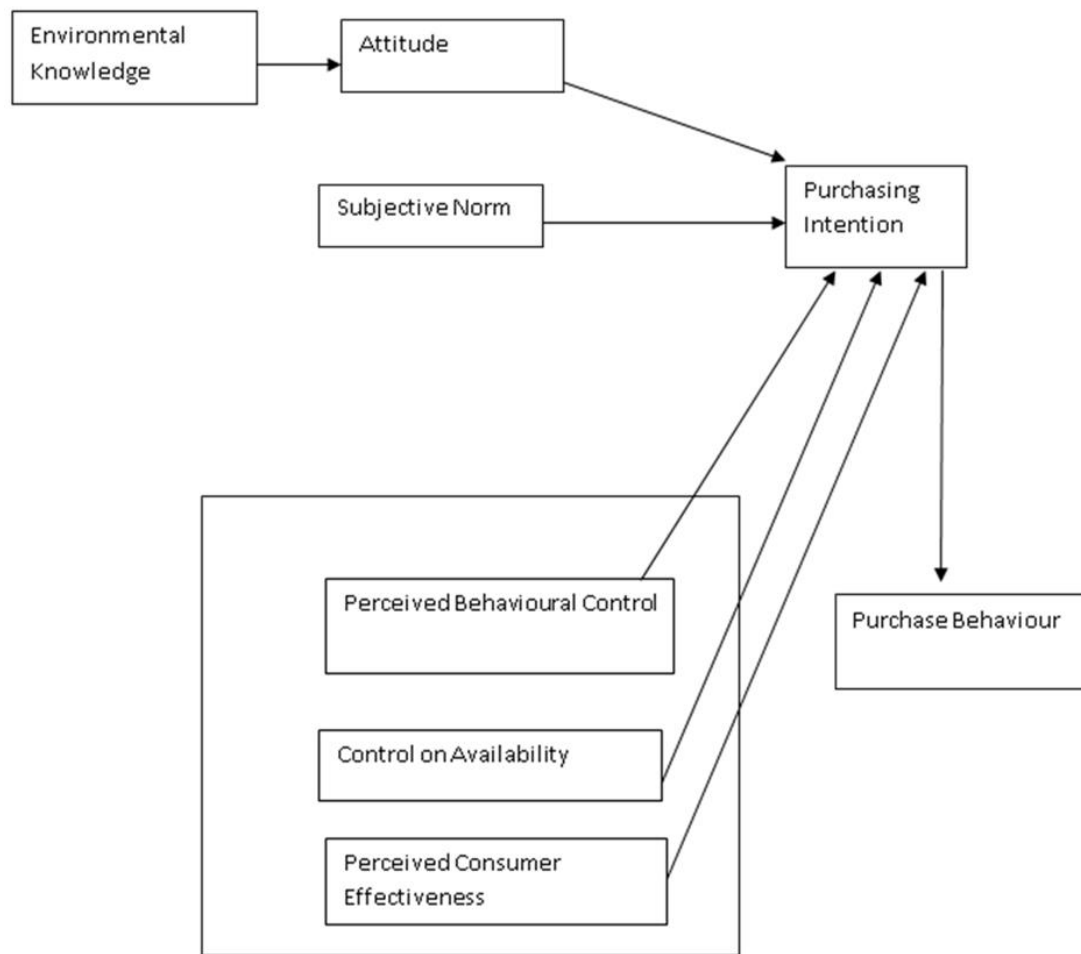 Environmental
Knowledge
Attitude
Subjective Norm
Purchasing
Intention
Perceived Behavioural Control
Purchase Behaviour
Control on Availability
Perceived Consumer
Effectiveness